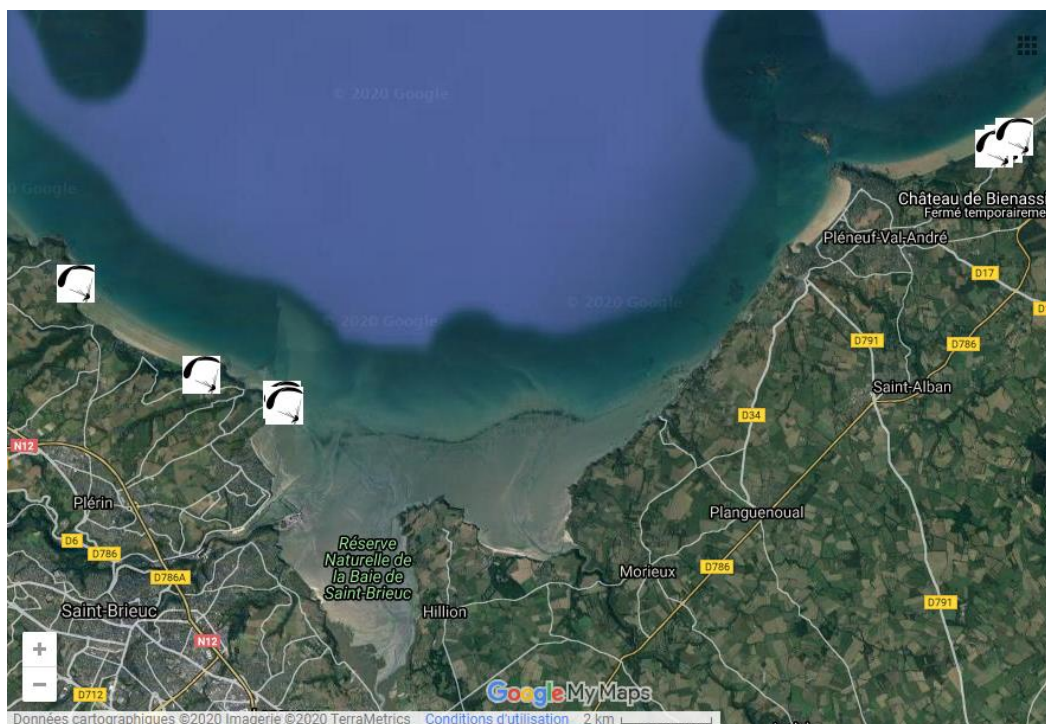 © 2020 Google
Google
Château de Bienassi
Fermé temporaireme
Pléneuf-Val-André
D17
© 2020 Google
2020 Google
D791
D786
Saint-Alban
D34
N12
Plérin
Planguenoual
D6
D786
D786A
Réserve
Naturelle de
la Baie de
Saint-Brieuc
Morieux
D786
Saint-Brieuc
Hillion
D791
N12
+
−
D712
Google My Maps
Données cartographiques ©2020 Imagerie ©2020 TerraMetrics Conditions d'utilisation 2 km